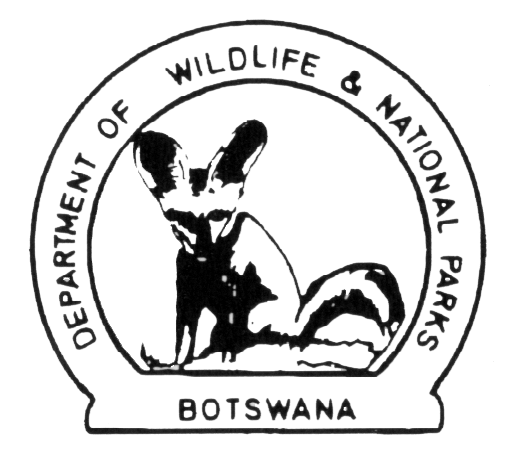 DEPARTMENT OF WILDLIFE & NATIONAL PARKS
BOTSWANA